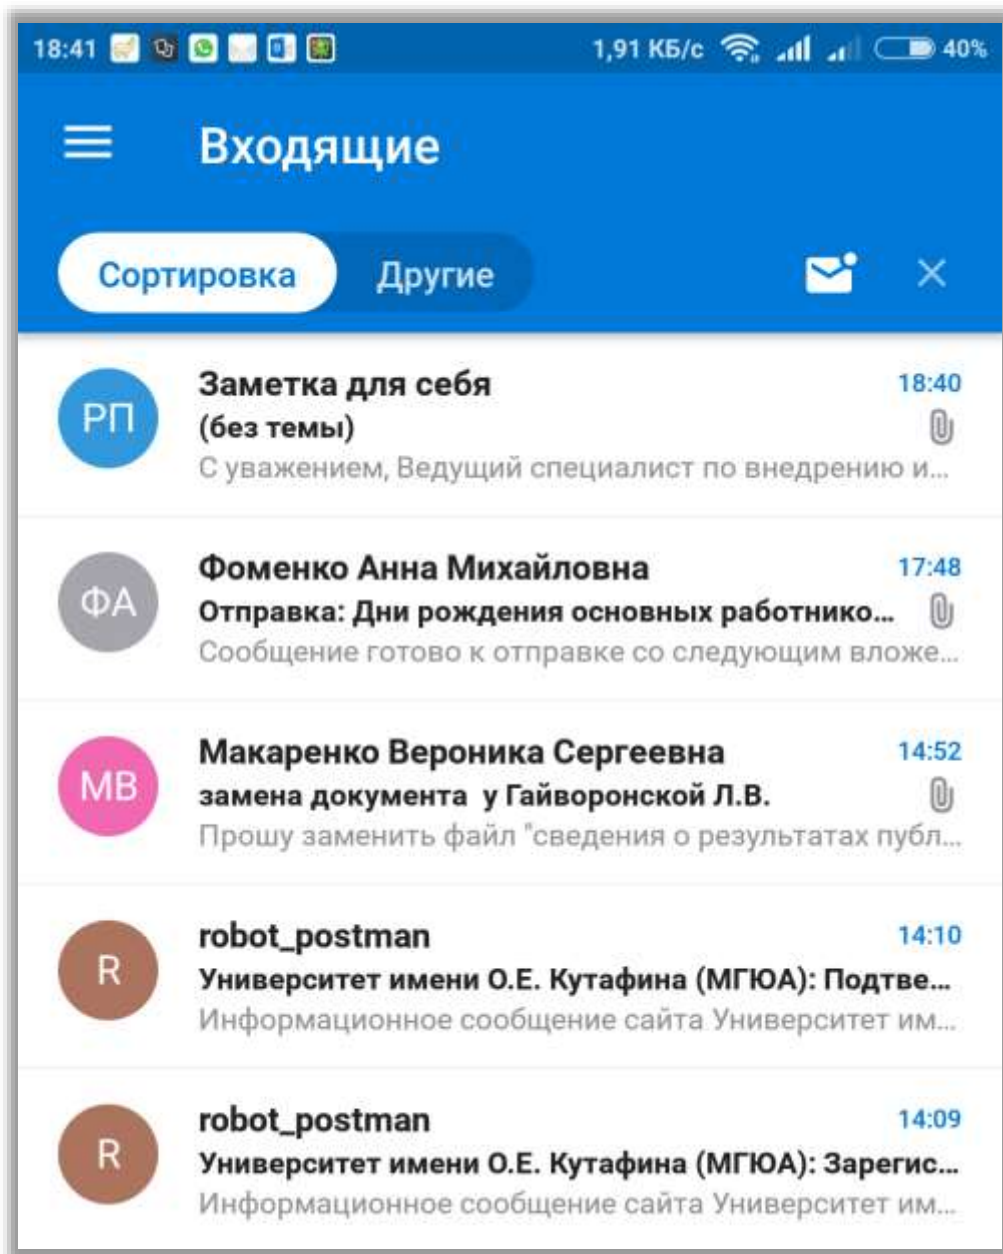 18:41 1,91 КБ/с 40%
Входящие
Сортировка Другие
РП
Заметка для себя 18:40
(без темы)
С уважением, Ведущий специалист по внедрению и...
ФА
Фоменко Анна Михайловна 17:48
Отправка: Дни рождения основных работнико...
Сообщение готово к отправке со следующим вложе...
МВ
Макаренко Вероника Сергеевна 14:52
замена документа у Гайворонской Л.В.
Прошу заменить файл "сведения о результатах публ...
R
robot_postman 14:10
Университет имени О.Е. Кутафина (МГЮА): Подтве...
Информационное сообщение сайта Университет им...
R
robot_postman 14:09
Университет имени О.Е. Кутафина (МГЮА): Зарегис...
Информационное сообщение сайта Университет им...